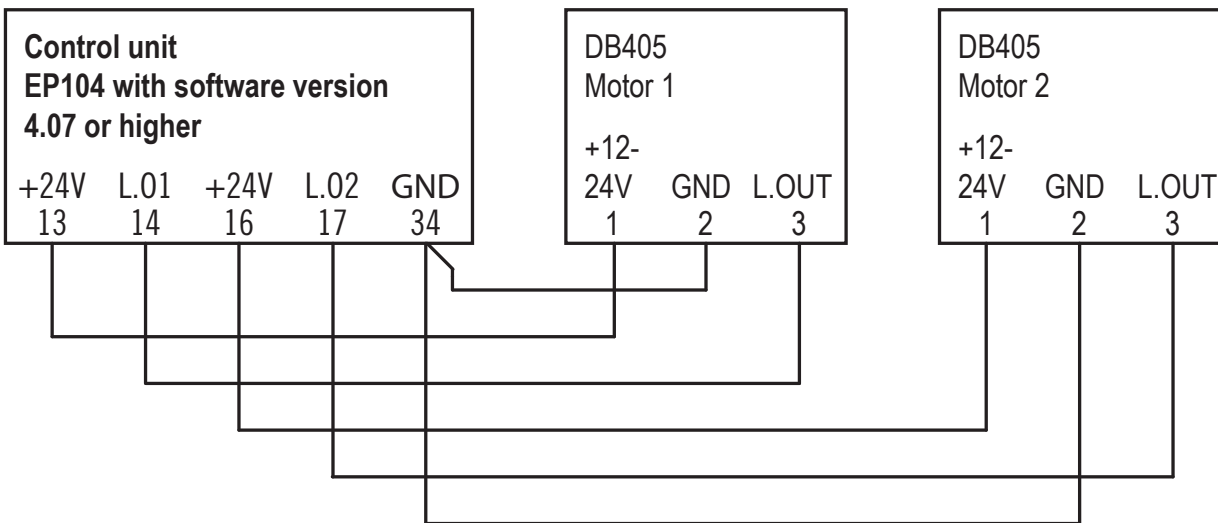 Control unit
EP104 with software version
4.07 or higher
+24V L.O1 +24V L.O2 GND
13 14 16 17 34
DB405
Motor 1
+12-
24V GND L.OUT
1 2 3
DB405
Motor 2
+12-
24V GND L.OUT
1 2 3